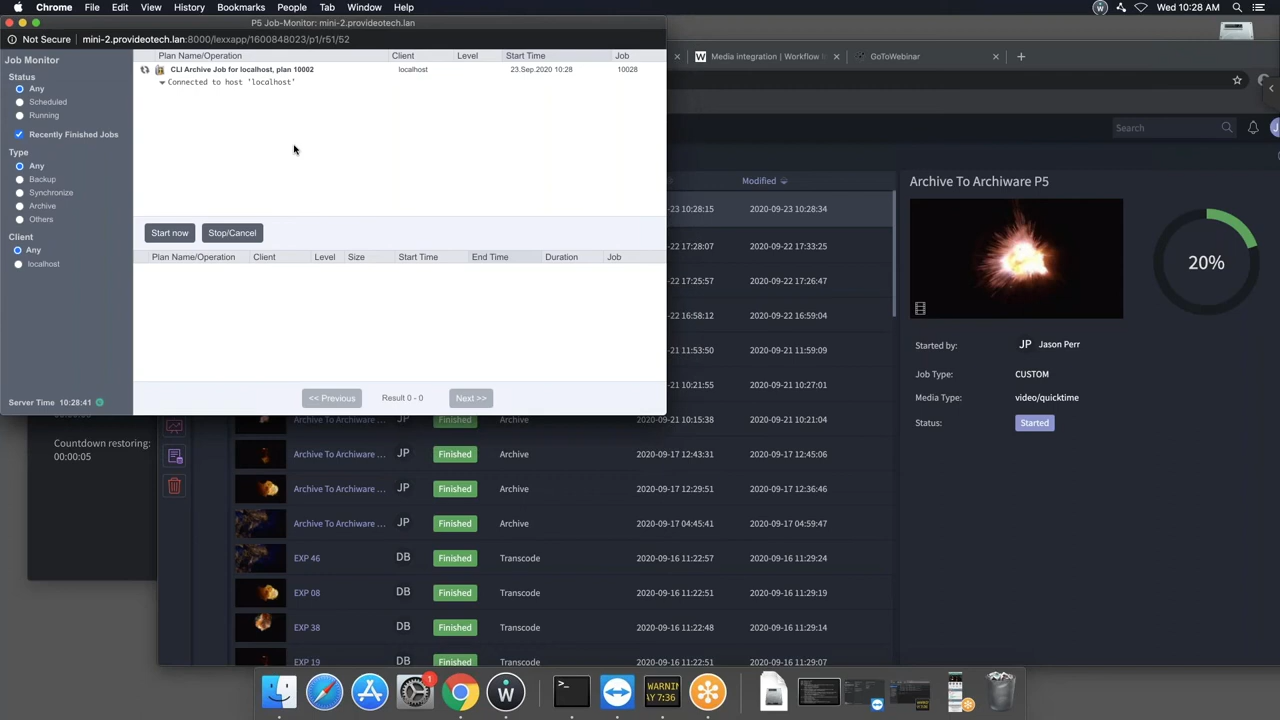 Chrome File Edit View History Bookmarks People Tab Window Help
Wed 10:28 AM
P5 Job-Monitor: mini-2.provideotech.lan
Not Secure mini-2.provideotech.lan:8000/lexxapp/1600848023/p1/r51/52
Job Monitor
Status
Any
Scheduled
Running
Recently Finished Jobs
Type
Any
Backup
Synchronize
Archive
Others
Client
Any
localhost
Server Time 10:28:41
Plan Name/Operation Client Level Start Time Job
CLI Archive Job for localhost, plan 10002 localhost 23.Sep.2020 10:28 10028
Connected to host 'localhost'
Start now Stop/Cancel
Plan Name/Operation Client Level Size Start Time End Time Duration Job
<< Previous Result 0 - 0 Next >>
Media integration | Workflow
GoToWebinar
Search
Modified
23 10:28:15 2020-09-23 10:28:34
22 17:28:07 2020-09-22 17:33:25
22 17:25:57 2020-09-22 17:26:47
22 16:58:12 2020-09-22 16:59:04
21 11:53:50 2020-09-21 11:59:09
21 10:21:55 2020-09-21 10:27:01
Archive To Archiware ... JP Finished Archive 2020-09-21 10:15:38 2020-09-21 10:21:04
Archive To Archiware ... JP Finished Archive 2020-09-17 12:43:31 2020-09-17 12:45:06
Archive To Archiware ... JP Finished Archive 2020-09-17 12:29:51 2020-09-17 12:36:46
Archive To Archiware ... JP Finished Archive 2020-09-17 04:45:41 2020-09-17 04:59:47
EXP 46 DB Finished Transcode 2020-09-16 11:22:57 2020-09-16 11:29:24
EXP 08 DB Finished Transcode 2020-09-16 11:22:51 2020-09-16 11:29:19
EXP 38 DB Finished Transcode 2020-09-16 11:22:48 2020-09-16 11:29:14
EXP 19 DB Finished Transcode 2020-09-16 11:22:51 2020-09-16 11:29:07
Archive To Archiware P5
20%
Started by: JP Jason Perr
Job Type: CUSTOM
Media Type: video/quicktime
Status: Started
Countdown restoring:
00:00:05
1
WARNING
AY 7:36